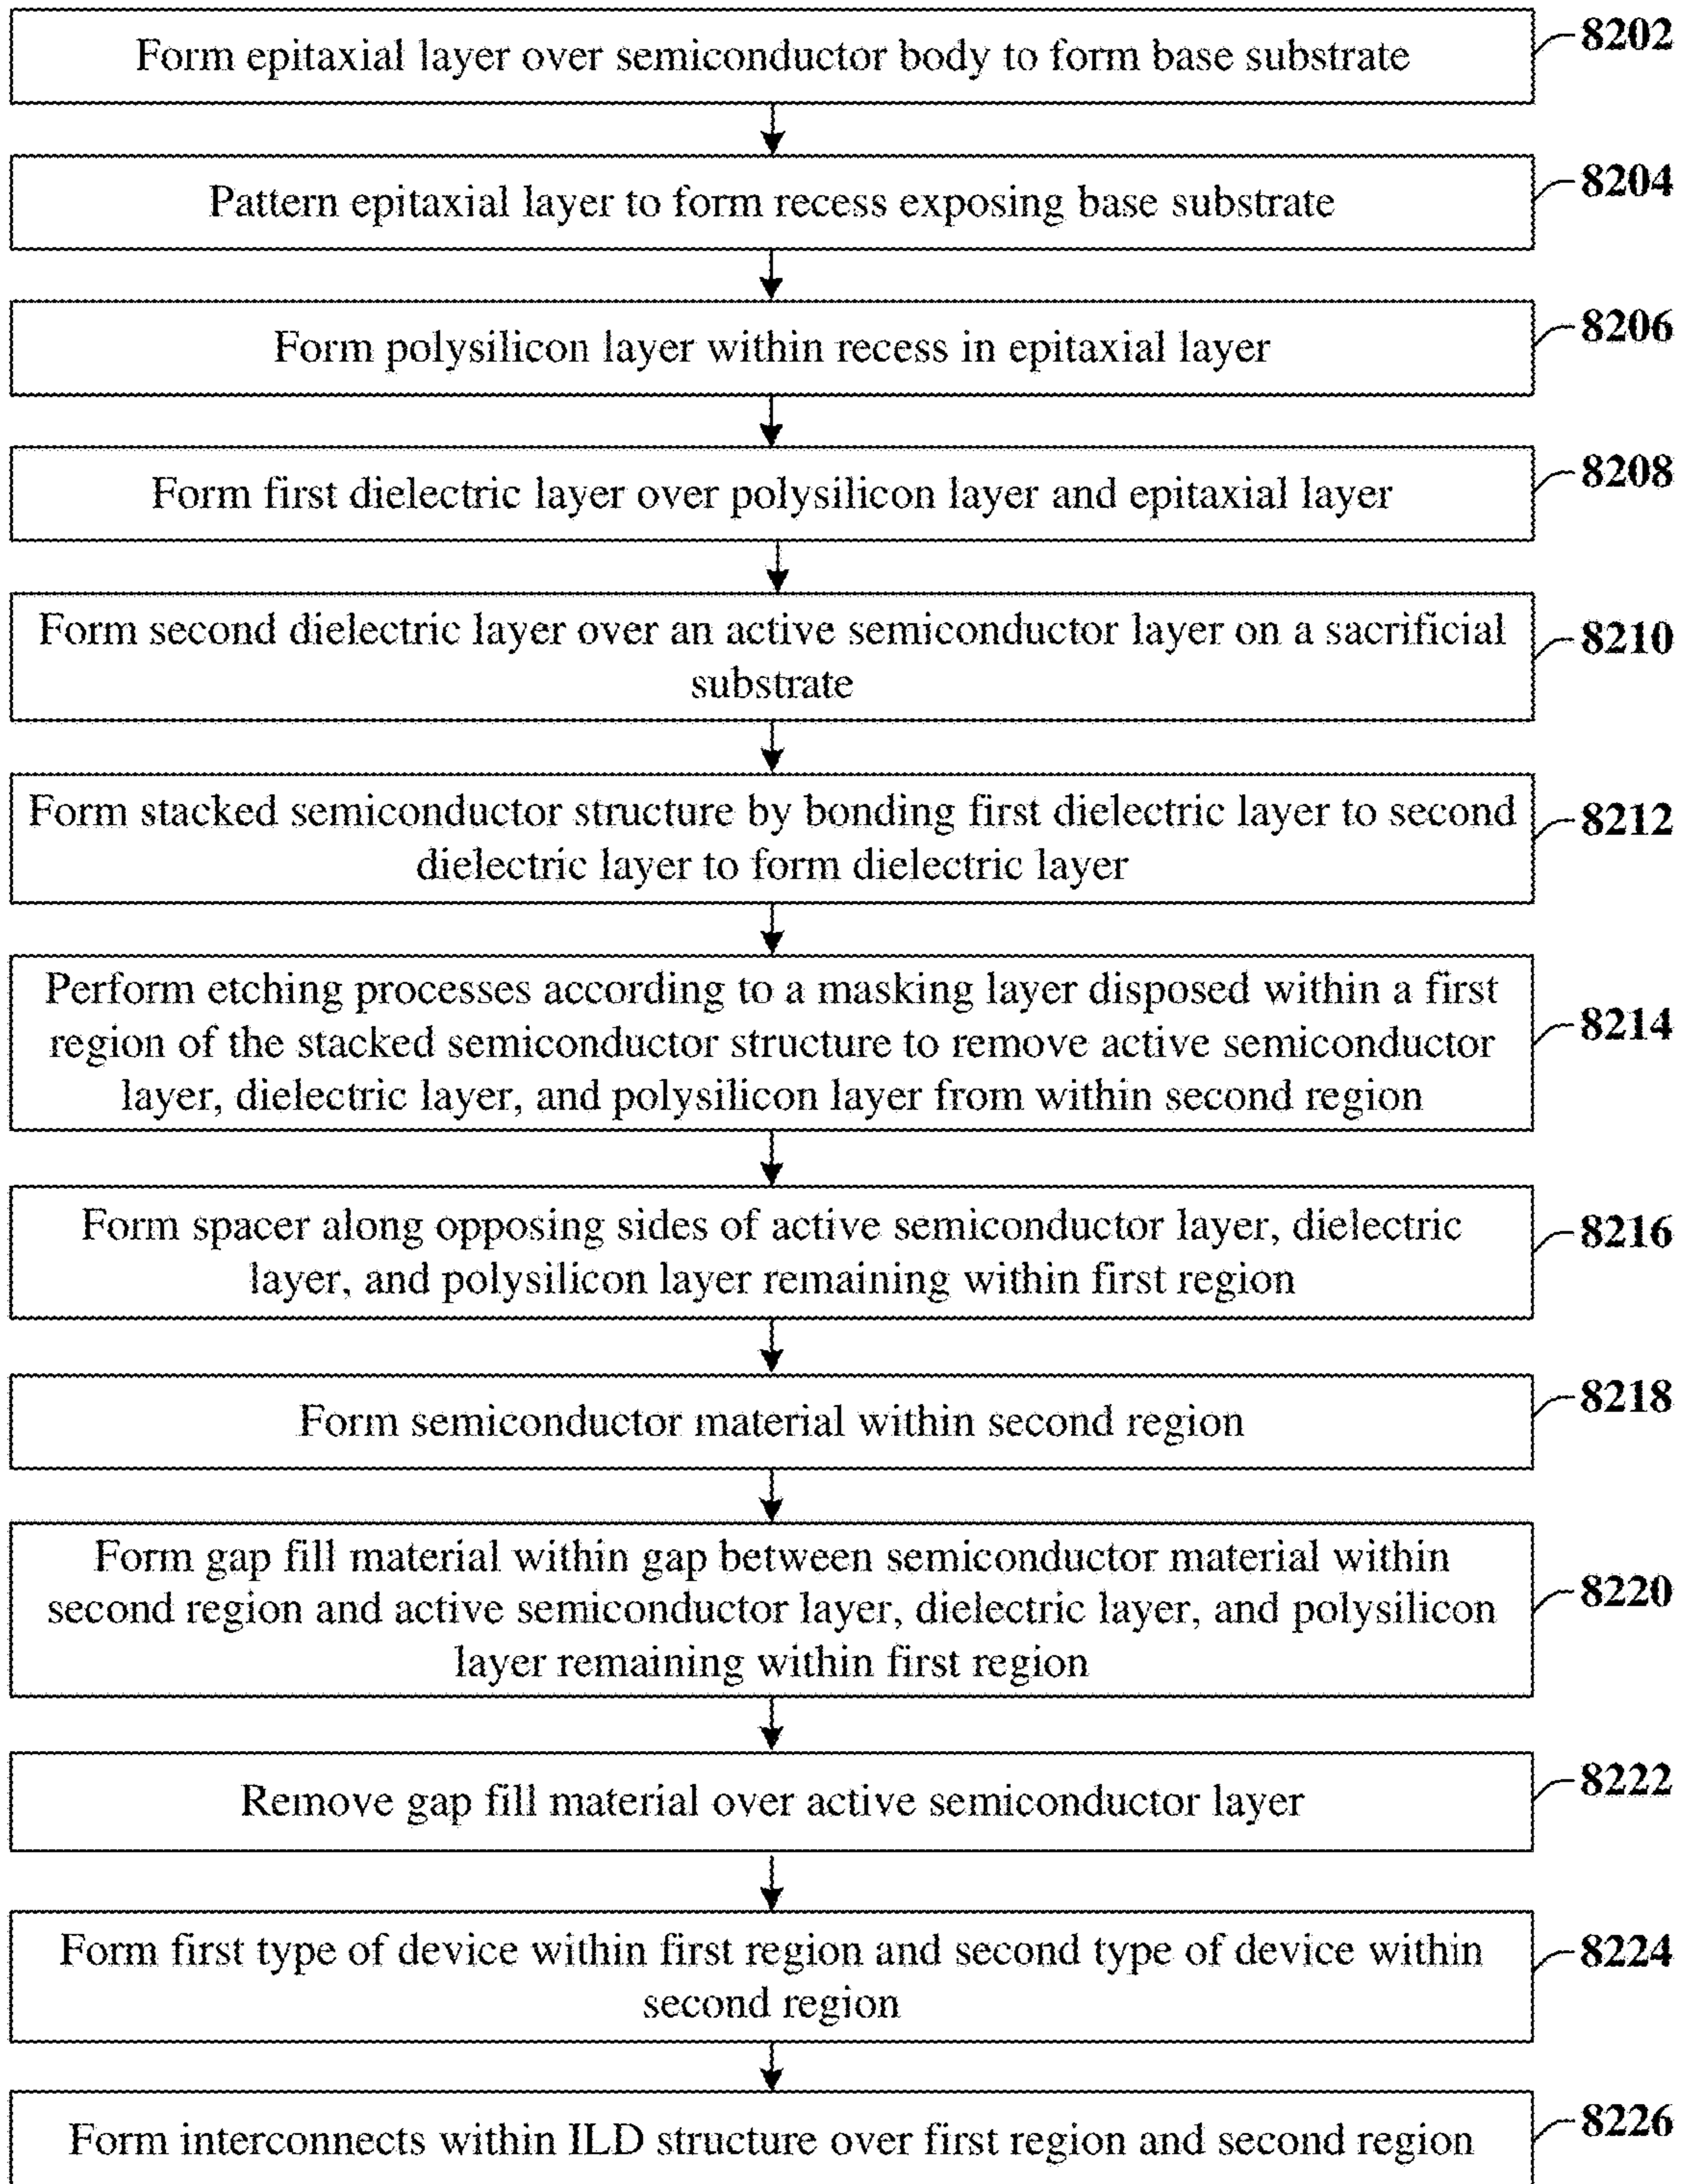 Form epitaxial layer over semiconductor body to form base substrate
8202
Pattern epitaxial layer to form recess exposing base substrate
8204
Form polysilicon layer within recess in epitaxial layer
8206
Form first dielectric layer over polysilicon layer and epitaxial layer
8208
Form second dielectric layer over an active semiconductor layer on a sacrificial
substrate
8210
Form stacked semiconductor structure by bonding first dielectric layer to second
dielectric layer to form dielectric layer
8212
Perform etching processes according to a masking layer disposed within a first
region of the stacked semiconductor structure to remove active semiconductor
layer, dielectric layer, and polysilicon layer from within second region
8214
Form spacer along opposing sides of active semiconductor layer, dielectric
layer, and polysilicon layer remaining within first region
8216
Form semiconductor material within second region
8218
Form gap fill material within gap between semiconductor material within
second region and active semiconductor layer, dielectric layer, and polysilicon
layer remaining within first region
8220
Remove gap fill material over active semiconductor layer
8222
Form first type of device within first region and second type of device within
second region
8224
Form interconnects within ILD structure over first region and second region
8226